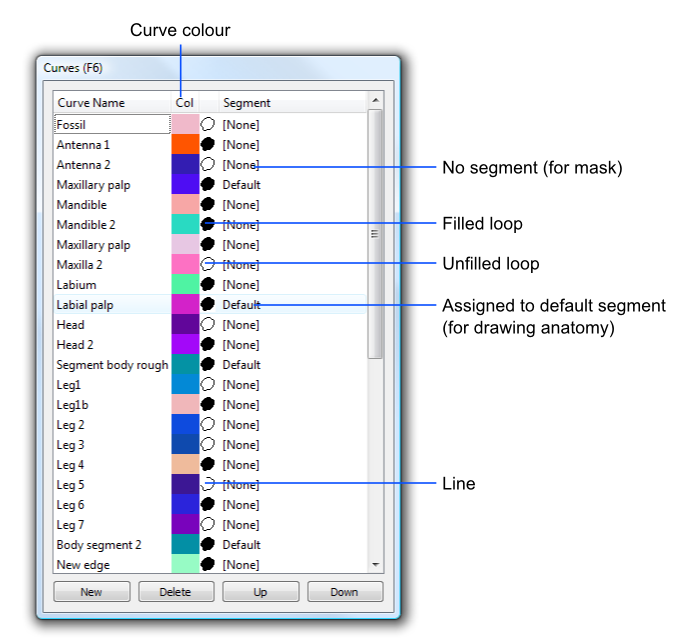 Curve colour
Curves (F6)
Curve Name Col Segment
Fossil [None]
Antenna 1 [None]
Antenna 2 [None]
No segment (for mask)
Maxillary palp Default
Mandible [None]
Mandible 2 [None]
Filled loop
Maxillary palp [None]
Maxilla 2 [None]
Unfilled loop
Labium [None]
Labial palp Default
Assigned to default segment
(for drawing anatomy)
Head [None]
Head 2 [None]
Segment body rough Default
Leg1 [None]
Leg1b [None]
Leg 2 [None]
Leg 3 [None]
Leg 4 [None]
Leg 5 [None]
Line
Leg 6 [None]
Leg 7 [None]
Body segment 2 Default
New edge [None]
New Delete Up Down